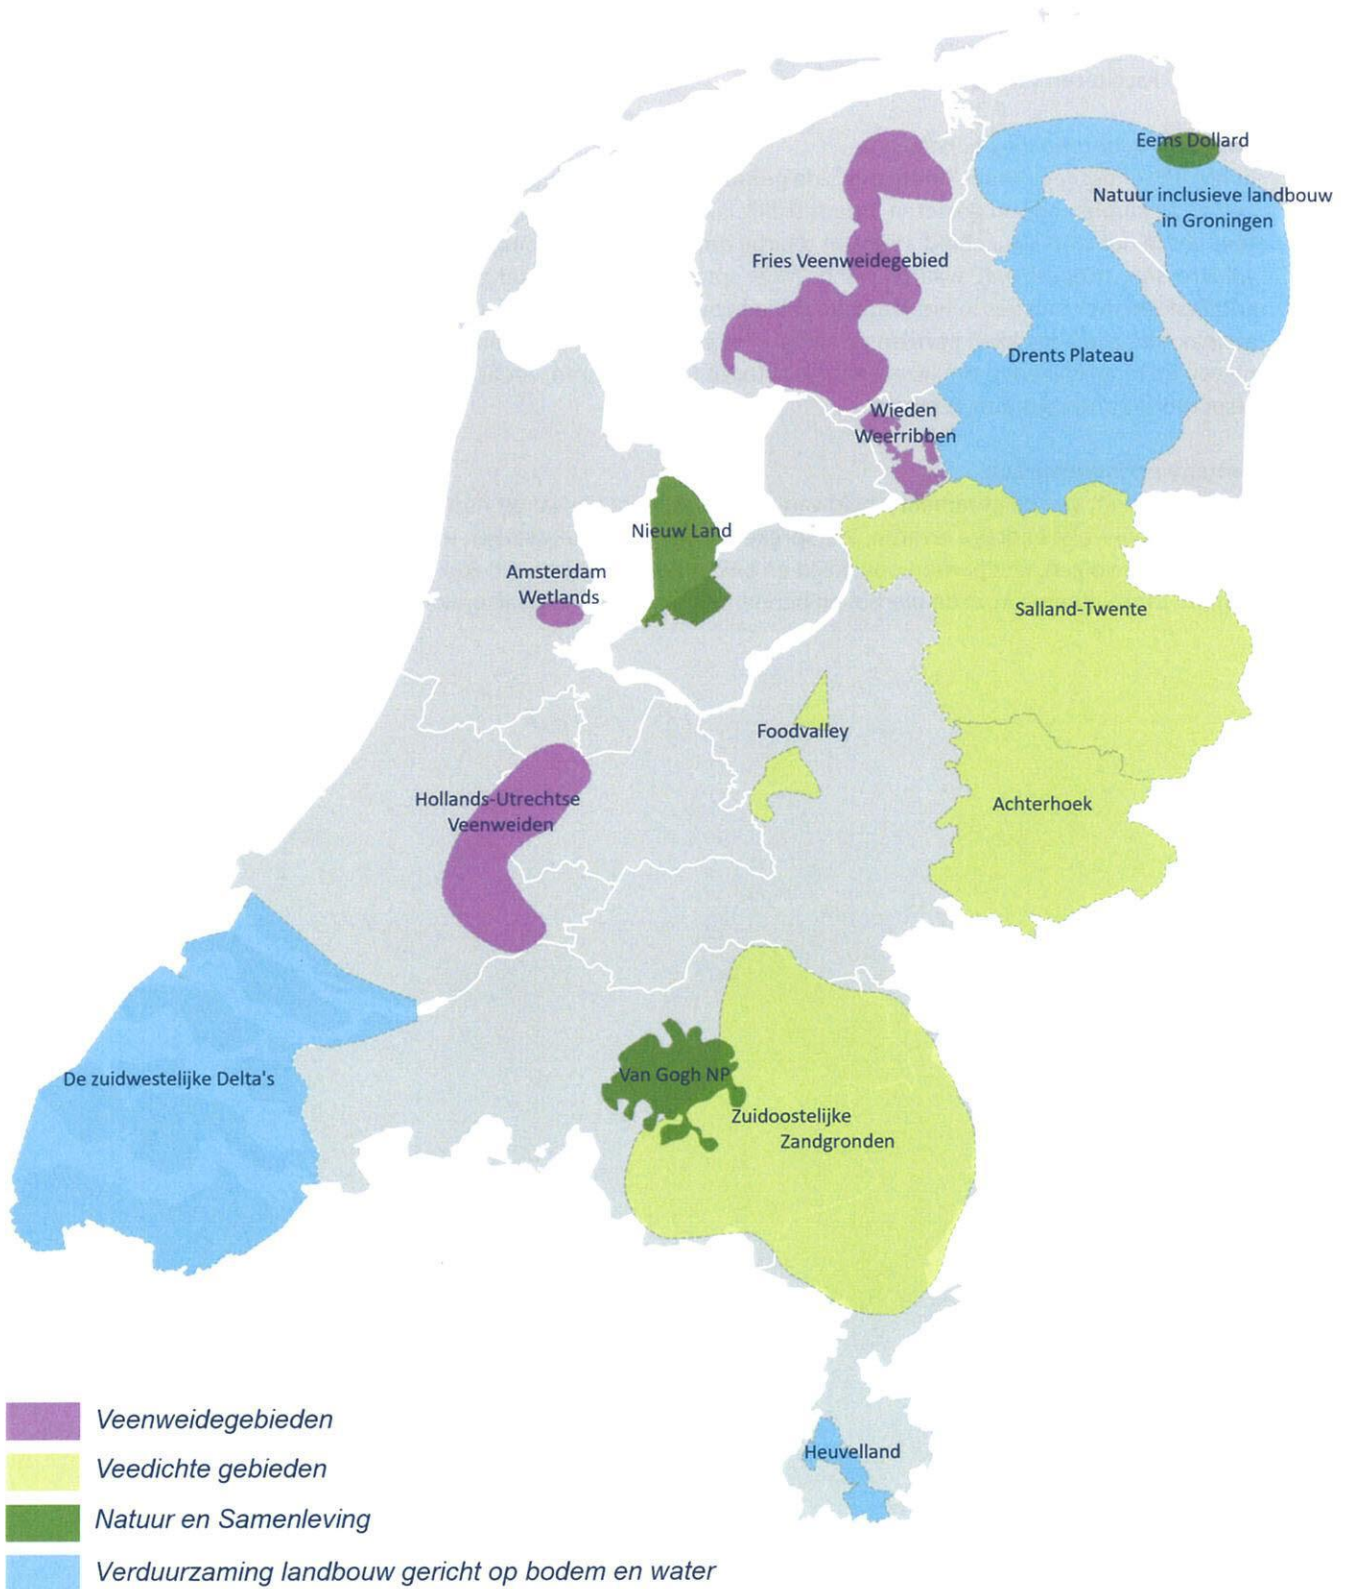 Eems Dollard
Natuur inclusieve landbouw
in Groningen
Fries Veenweidegebied
Drents Plateau
Wieden
Weerribben
Nieuw Land
Amsterdam
Wetlands
Salland-Twente
Foodvalley
Hollands-Utrechtse
Veenweiden
Achterhoek
De zuidwestelijke Delta's
Van Gogh NP
Zuidoostelijke
Zandgronden
Heuvelland
Veenweidegebieden
Veedichte gebieden
Natuur en Samenleving
Verduurzaming landbouw gericht op bodem en water